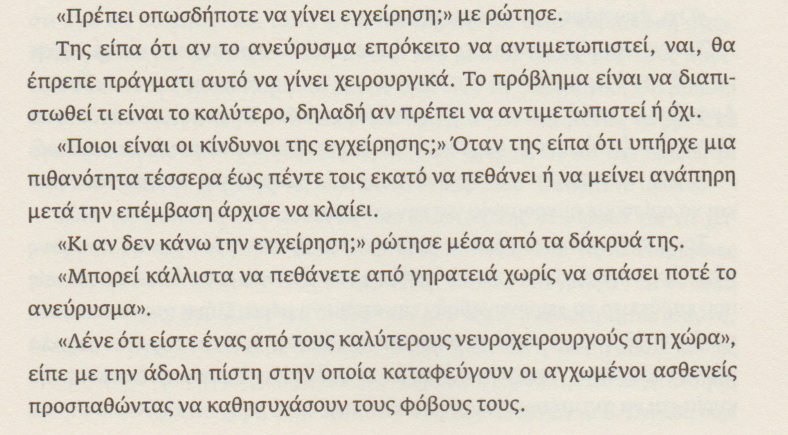 «Πρέπει οπωσδήποτε να γίνει εγχείρηση;» με ρώτησε.
Της είπα ότι αν το ανεύρυσμα επρόκειτο να αντιμετωπιστεί, ναι, θα
έπρεπε πράγματι αυτό να γίνει χειρουργικά. Το πρόβλημα είναι να διαπι-
στωθεί τι είναι το καλύτερο, δηλαδή αν πρέπει να αντιμετωπιστεί ή όχι.
«Ποιοι είναι οι κίνδυνοι της εγχείρησης;» Όταν της είπα ότι υπήρχε μια
πιθανότητα τέσσερα έως πέντε τοις εκατό να πεθάνει ή να μείνει ανάπηρη
μετά την επέμβαση άρχισε να κλαίει.
«Κι αν δεν κάνω την εγχείρηση;» ρώτησε μέσα από τα δάκρυά της.
«Μπορεί κάλλιστα να πεθάνετε από γηρατειά χωρίς να σπάσει ποτέ το
ανεύρυσμα».
«Λένε ότι είστε ένας από τους καλύτερους νευροχειρουργούς στη χώρα»,
είπε με την άδολη πίστη στην οποία καταφεύγουν οι αγχωμένοι ασθενείς
προσπαθώντας να καθησυχάσουν τους φόβους τους.